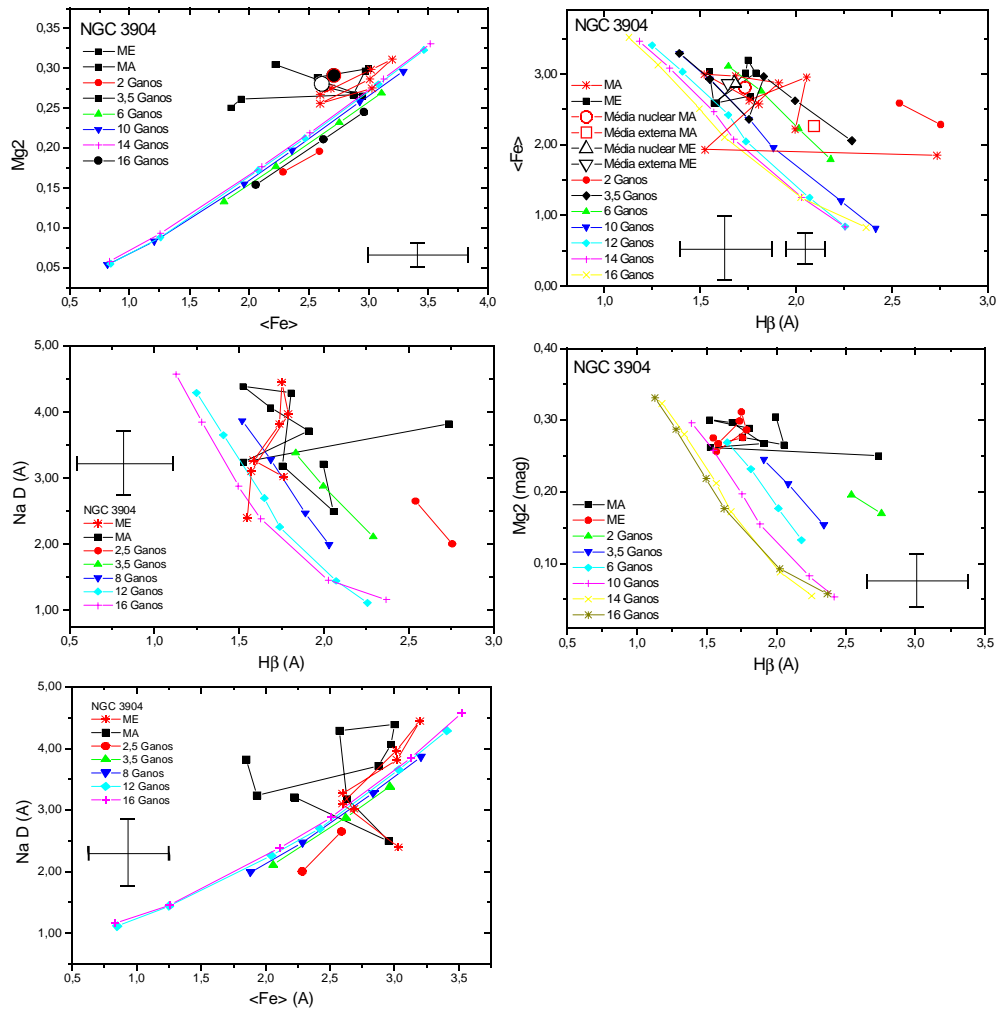 NGC 3904
ME
MA
2 Ganos
3,5 Ganos
6 Ganos
10 Ganos
14 Ganos
16 Ganos
0,35
0,30
0,25
0,20
0,15
0,10
0,05
Mg2
0,5
1,0
1,5
2,0
2,5
3,0
3,5
4,0
<Fe>
NGC 3904
MA
ME
Média nuclear MA
Média externa MA
Média nuclear ME
Média externa ME
2 Ganos
3,5 Ganos
6 Ganos
10 Ganos
12 Ganos
14 Ganos
16 Ganos
3,00
2,00
1,00
0,00
<Fe>
1,0
1,5
2,0
2,5
3,0
Hβ (A)
5,00
4,00
3,00
2,00
1,00
Na D (A)
NGC 3904
ME
MA
2,5 Ganos
3,5 Ganos
8 Ganos
12 Ganos
16 Ganos
0,5
1,0
1,5
2,0
2,5
3,0
Hβ (A)
NGC 3904
0,40
0,30
0,20
0,10
Mg2 (mag)
MA
ME
2 Ganos
3,5 Ganos
6 Ganos
10 Ganos
14 Ganos
16 Ganos
0,5
1,0
1,5
2,0
2,5
3,0
3,5
Hβ (A)
5,00
4,00
3,00
2,00
1,00
Na D (A)
NGC 3904
ME
MA
2,5 Ganos
3,5 Ganos
8 Ganos
12 Ganos
16 Ganos
0,5
1,0
1,5
2,0
2,5
3,0
3,5
<Fe> (A)